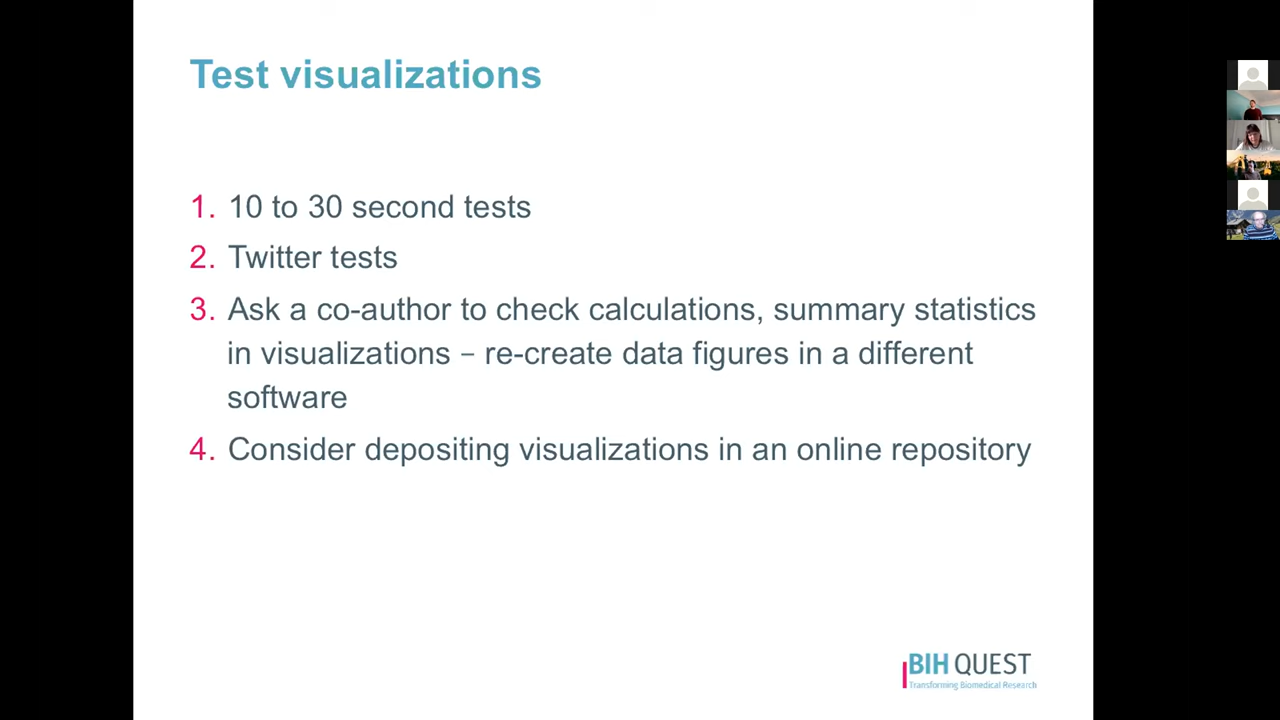 Test visualizations
1. 10 to 30 second tests
2. Twitter tests
3. Ask a co-author to check calculations, summary statistics
in visualizations – re-create data figures in a different
software
4. Consider depositing visualizations in an online repository
BIH QUEST
Transforming Biomedical Research